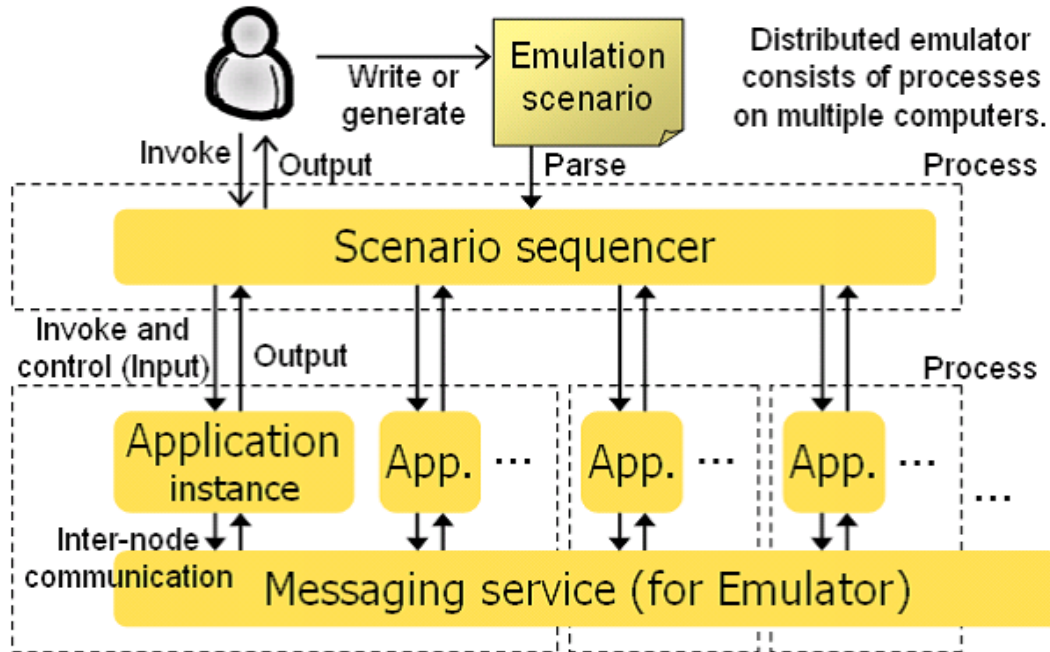 Write or
generate
Emulation
scenario
Distributed emulator
consists of processes
on multiple computers.
Invoke
Output
Parse
Process
Scenario sequencer
Invoke and
control (Input)
Output
Process
Application
instance
App. ...
App. ...
App. ...
...
Inter-node
communication
Messaging service (for Emulator)